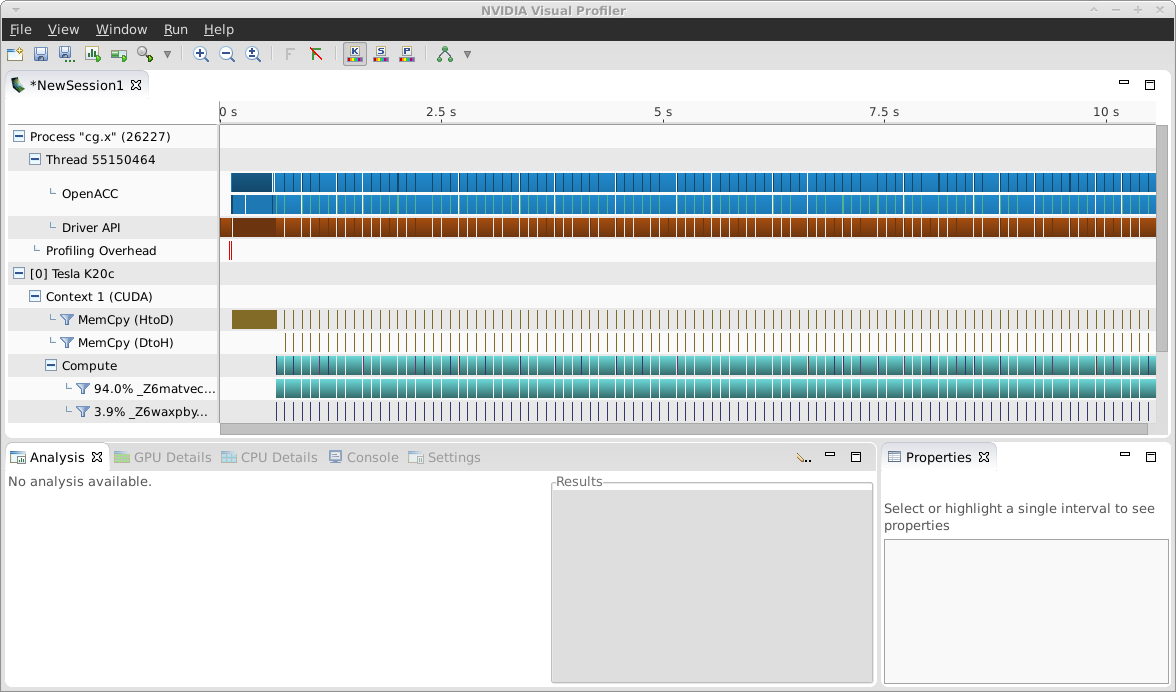 NVIDIA Visual Profiler
File View Window Run Help
*NewSession1
0 s 2.5 s 5 s 7.5 s 10 s
Process "cg.x" (26227)
Thread 55150464
OpenACC
Driver API
Profiling Overhead
[0] Tesla K20c
Context 1 (CUDA)
MemCpy (HtoD)
MemCpy (DtoH)
Compute
94.0% _Z6matvec...
3.9% _Z6waxpby...
Analysis GPU Details CPU Details Console Settings
No analysis available.
Results
Properties
Select or highlight a single interval to see
properties